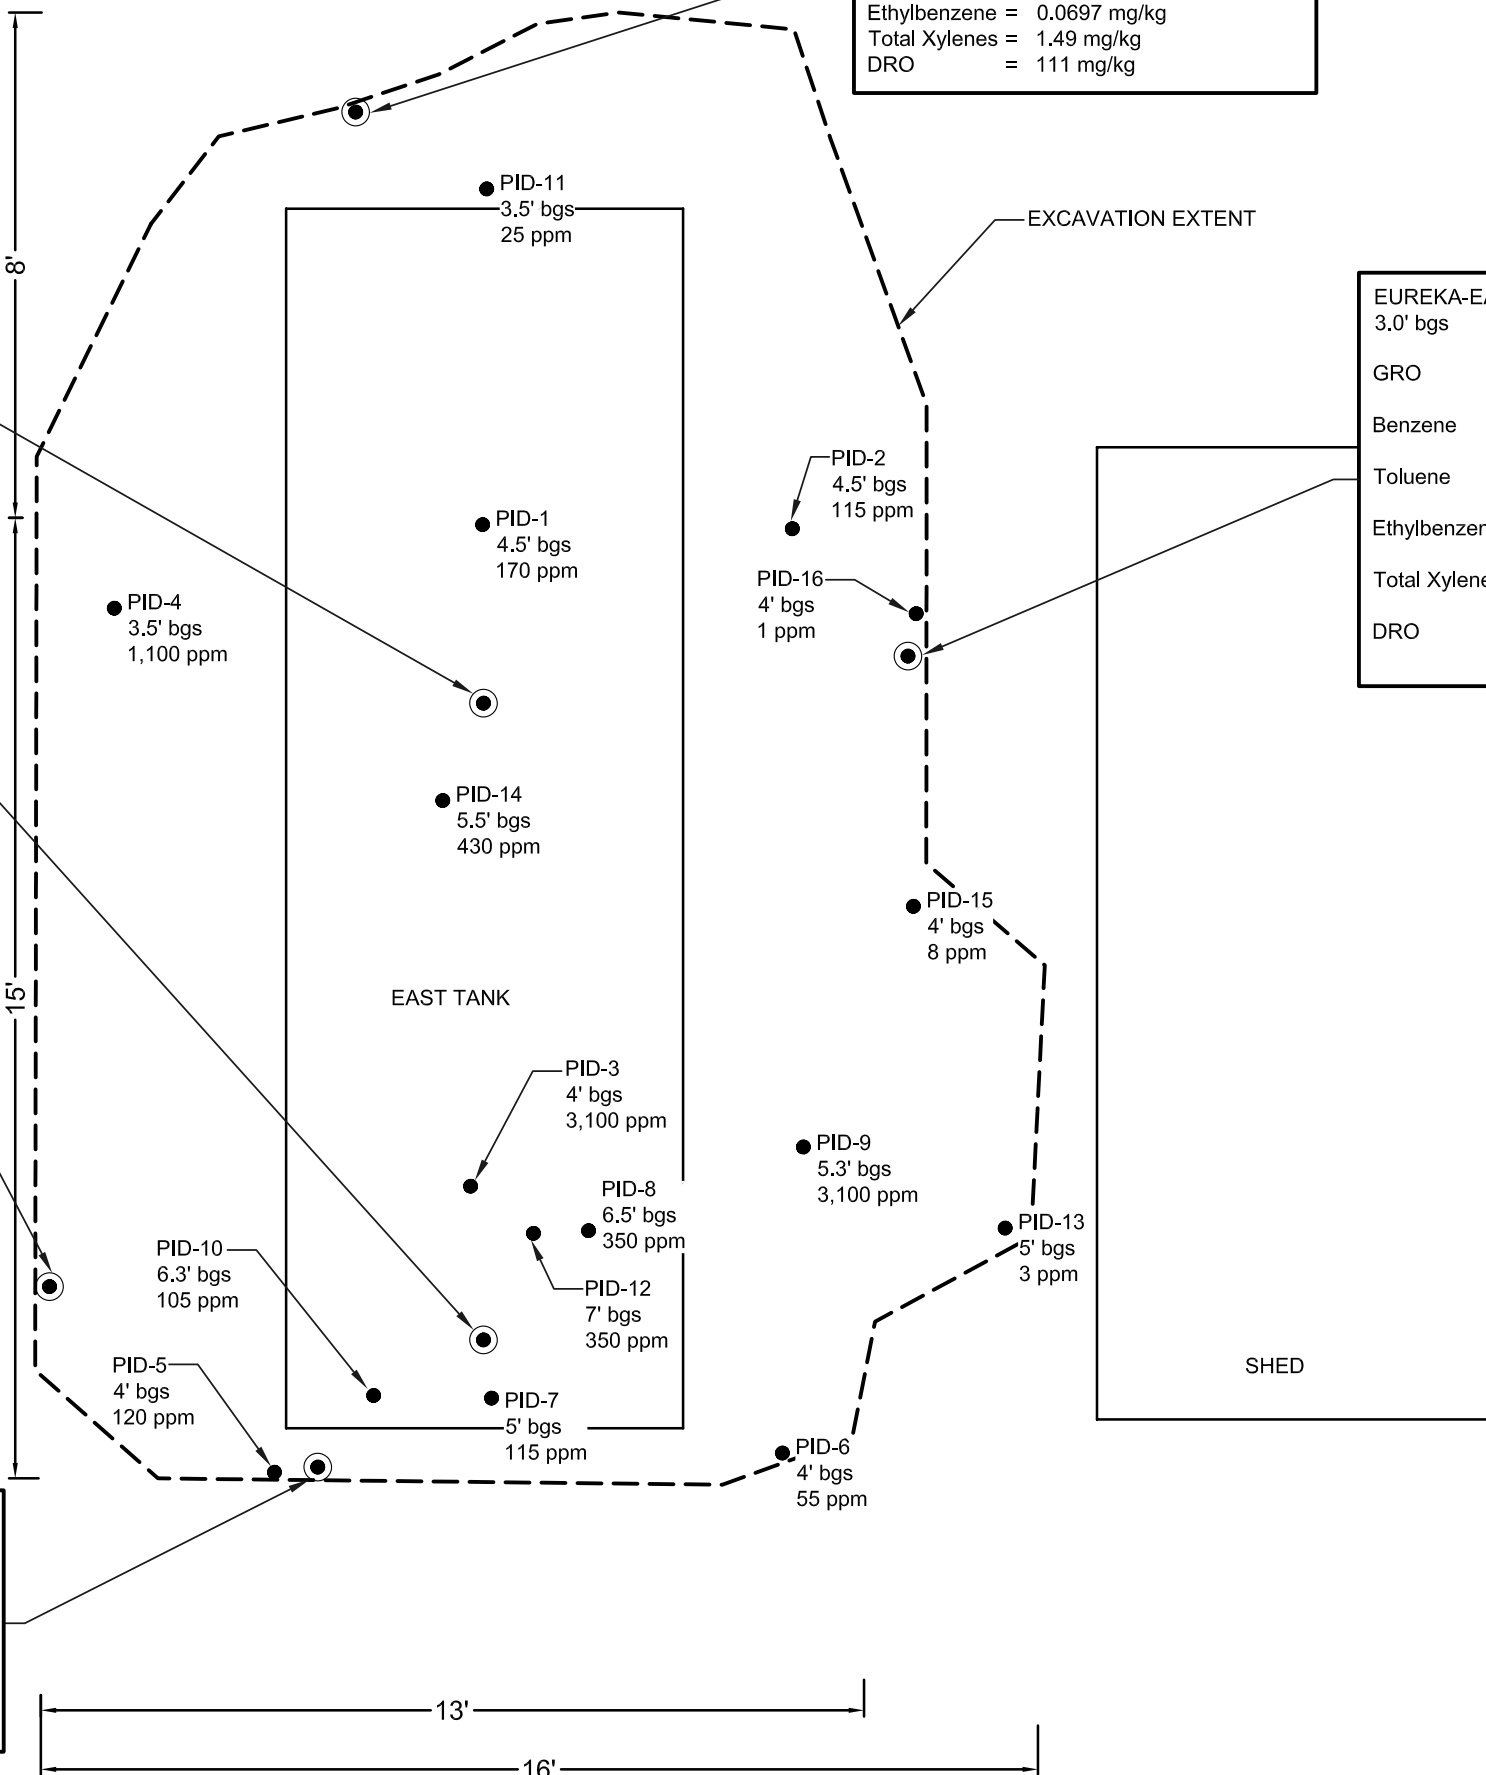 Ethylbenzene = 0.0697 mg/kg
Total Xylenes = 1.49 mg/kg
DRO = 111 mg/kg
PID-11
3.5' bgs
25 ppm
EXCAVATION EXTENT
8'
EUREKA-EA
3.0' bgs
GRO
Benzene
Toluene
Ethylbenzen
Total Xylene
DRO
PID-2
4.5' bgs
115 ppm
PID-1
4.5' bgs
170 ppm
PID-16
4' bgs
1 ppm
PID-4
3.5' bgs
1,100 ppm
PID-14
5.5' bgs
430 ppm
PID-15
4' bgs
8 ppm
15'
EAST TANK
PID-3
4' bgs
3,100 ppm
PID-9
5.3' bgs
3,100 ppm
PID-8
6.5' bgs
350 ppm
PID-13
5' bgs
3 ppm
PID-10
6.3' bgs
105 ppm
PID-12
7' bgs
350 ppm
PID-5
4' bgs
120 ppm
SHED
PID-7
5' bgs
115 ppm
PID-6
4' bgs
55 ppm
13'
16'